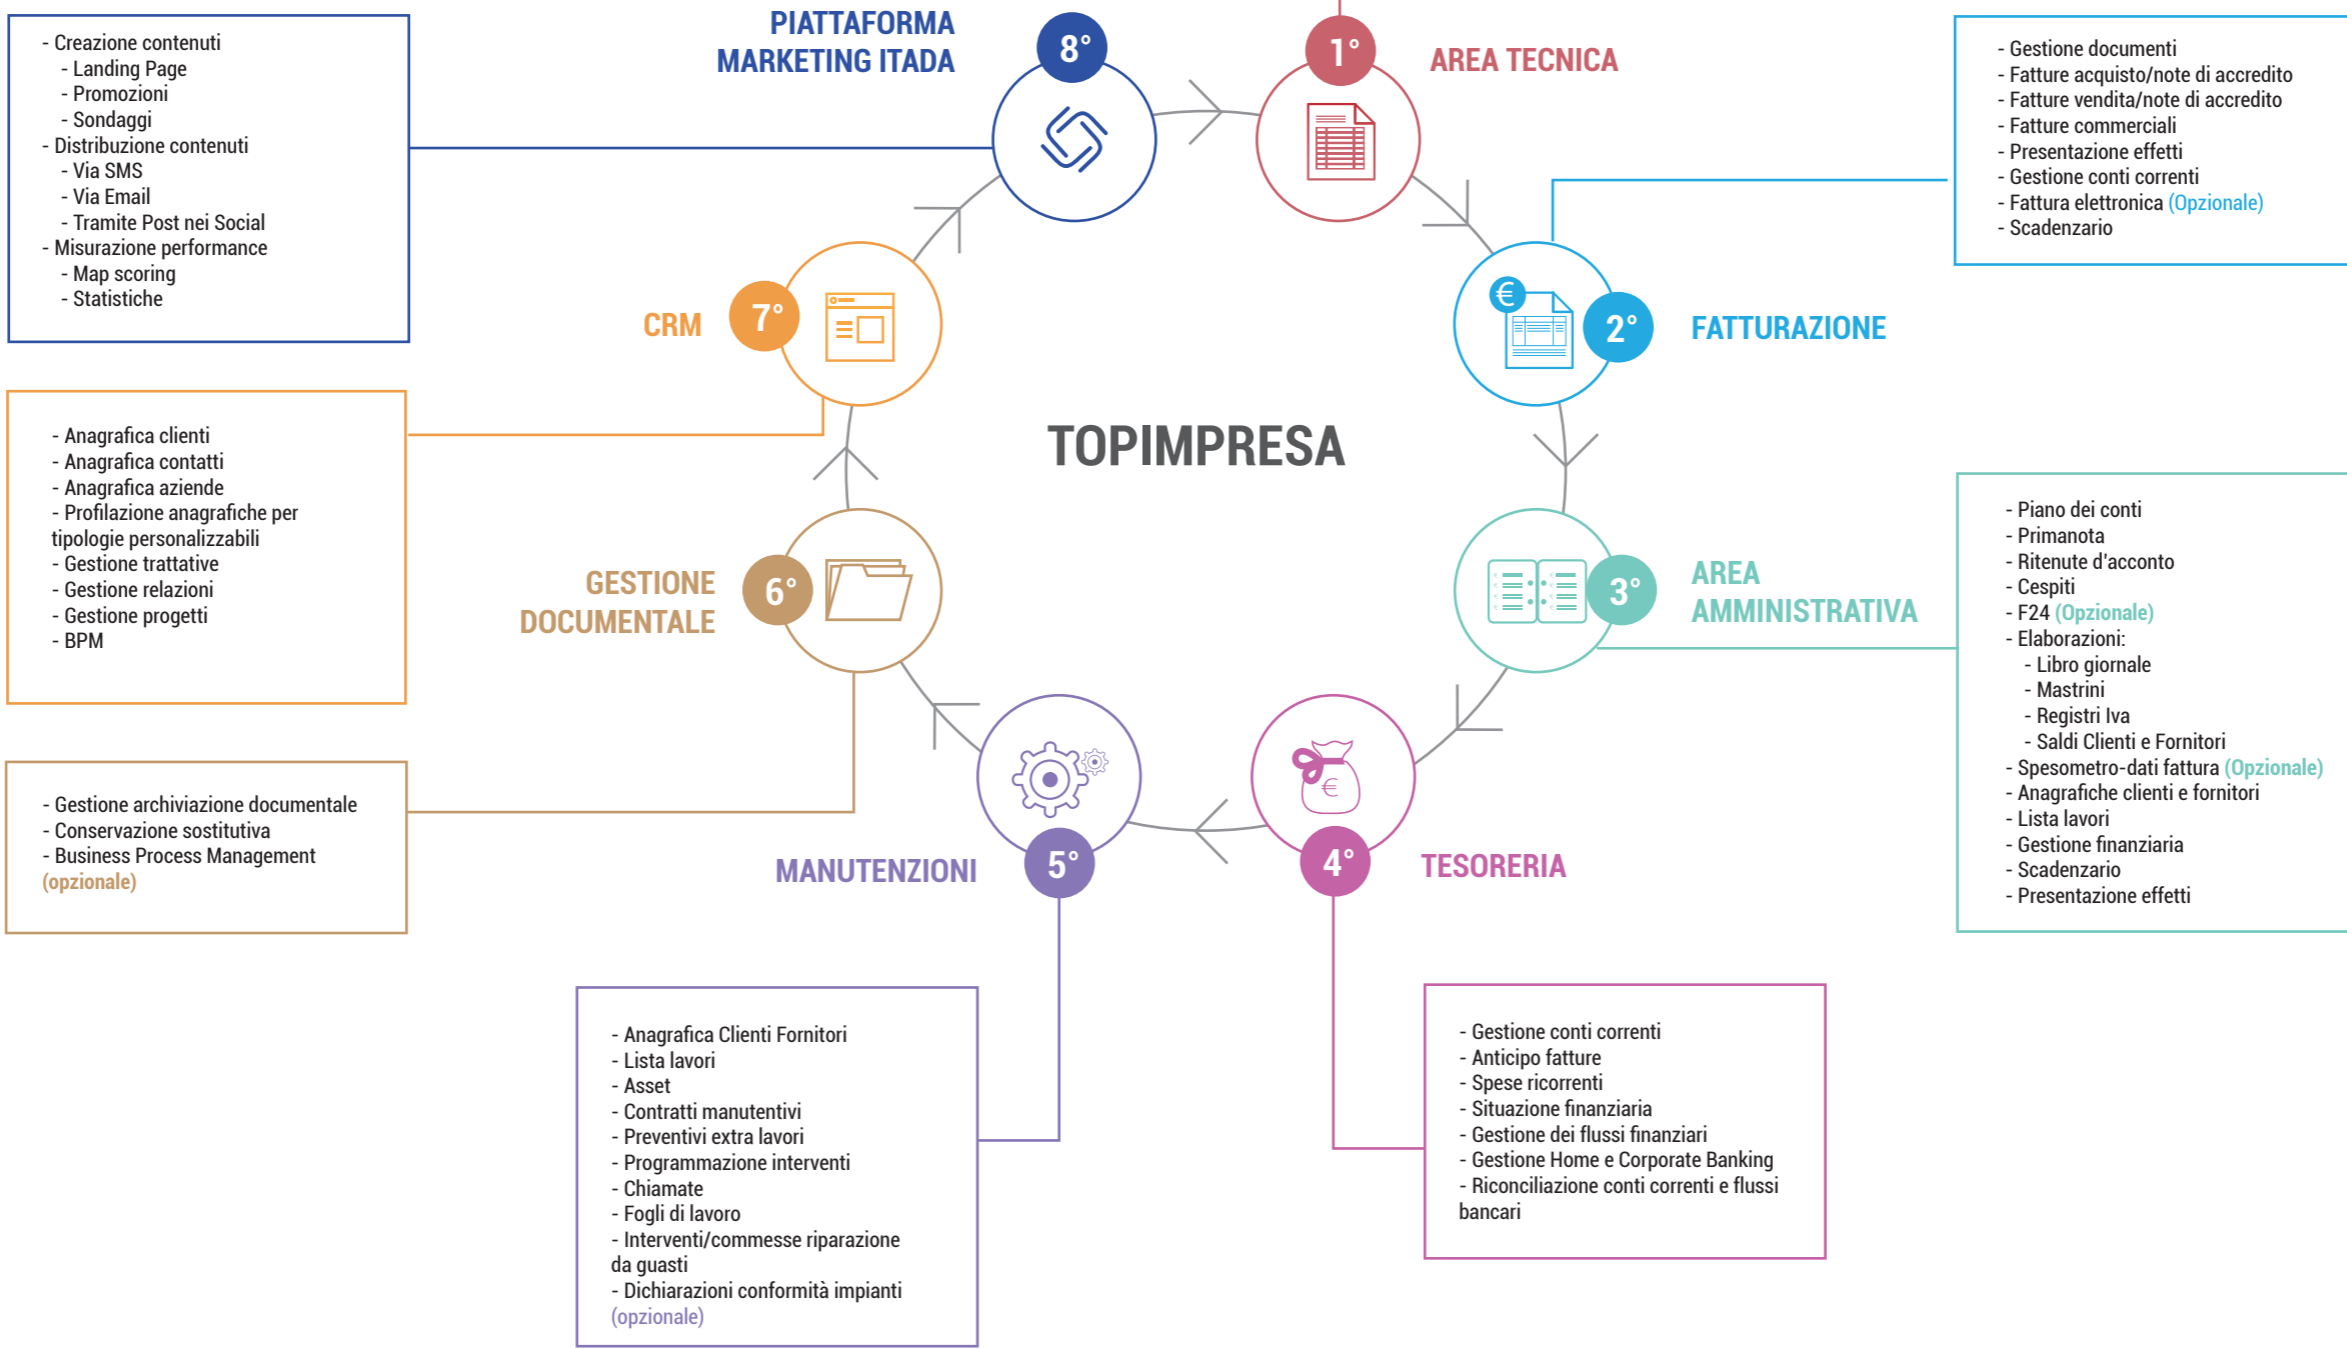 PIATTAFORMA
MARKETING ITADA
8°
1°
AREA TECNICA
- Creazione contenuti
- Landing Page
- Promozioni
- Sondaggi
- Distribuzione contenuti
- Via SMS
- Via Email
- Tramite Post nei Social
- Misurazione performance
- Map scoring
- Statistiche
- Gestione documenti
- Fatture acquisto/note di accredito
- Fatture vendita/note di accredito
- Fatture commerciali
- Presentazione effetti
- Gestione conti correnti
- Fattura elettronica (Opzionale)
- Scadenzario
CRM
7°
€
2°
FATTURAZIONE
TOPIMPRESA
- Anagrafica clienti
- Anagrafica contatti
- Anagrafica aziende
- Profilazione anagrafiche per
tipologie personalizzabili
- Gestione trattative
- Gestione relazioni
- Gestione progetti
- BPM
GESTIONE
DOCUMENTALE
6°
3°
AREA
AMMINISTRATIVA
- Piano dei conti
- Primanota
- Ritenute d'acconto
- Cespiti
- F24 (Opzionale)
- Elaborazioni:
- Libro giornale
- Mastrini
- Registri Iva
- Saldi Clienti e Fornitori
- Spesometro-dati fattura (Opzionale)
- Anagrafiche clienti e fornitori
- Lista lavori
- Gestione finanziaria
- Scadenzario
- Presentazione effetti
- Gestione archiviazione documentale
- Conservazione sostitutiva
- Business Process Management
(opzionale)
MANUTENZIONI
5°
€
4°
TESORERIA
- Anagrafica Clienti Fornitori
- Lista lavori
- Asset
- Contratti manutentivi
- Preventivi extra lavori
- Programmazione interventi
- Chiamate
- Fogli di lavoro
- Interventi/commesse riparazione
da guasti
- Dichiarazioni conformità impianti
(opzionale)
- Gestione conti correnti
- Anticipo fatture
- Spese ricorrenti
- Situazione finanziaria
- Gestione dei flussi finanziari
- Gestione Home e Corporate Banking
- Riconciliazione conti correnti e flussi
bancari